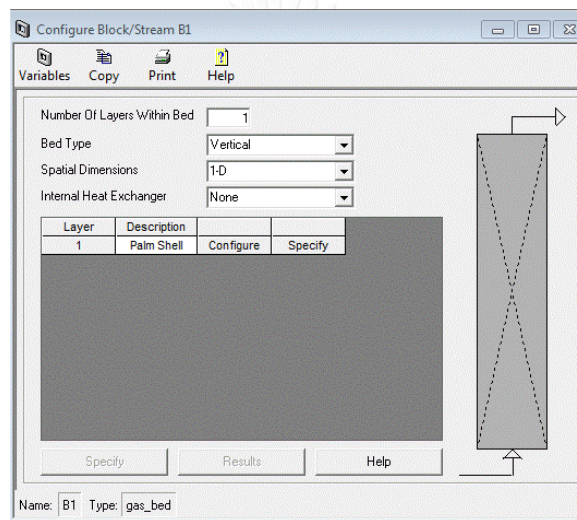 Configure Block/Stream B1
Variables Copy Print Help
Number Of Layers Within Bed 1
Bed Type Vertical
Spatial Dimensions 1-D
Internal Heat Exchanger None
Layer Description
1 Palm Shell Configure Specify
Specify Results Help
Name: B1 Type: gas_bed